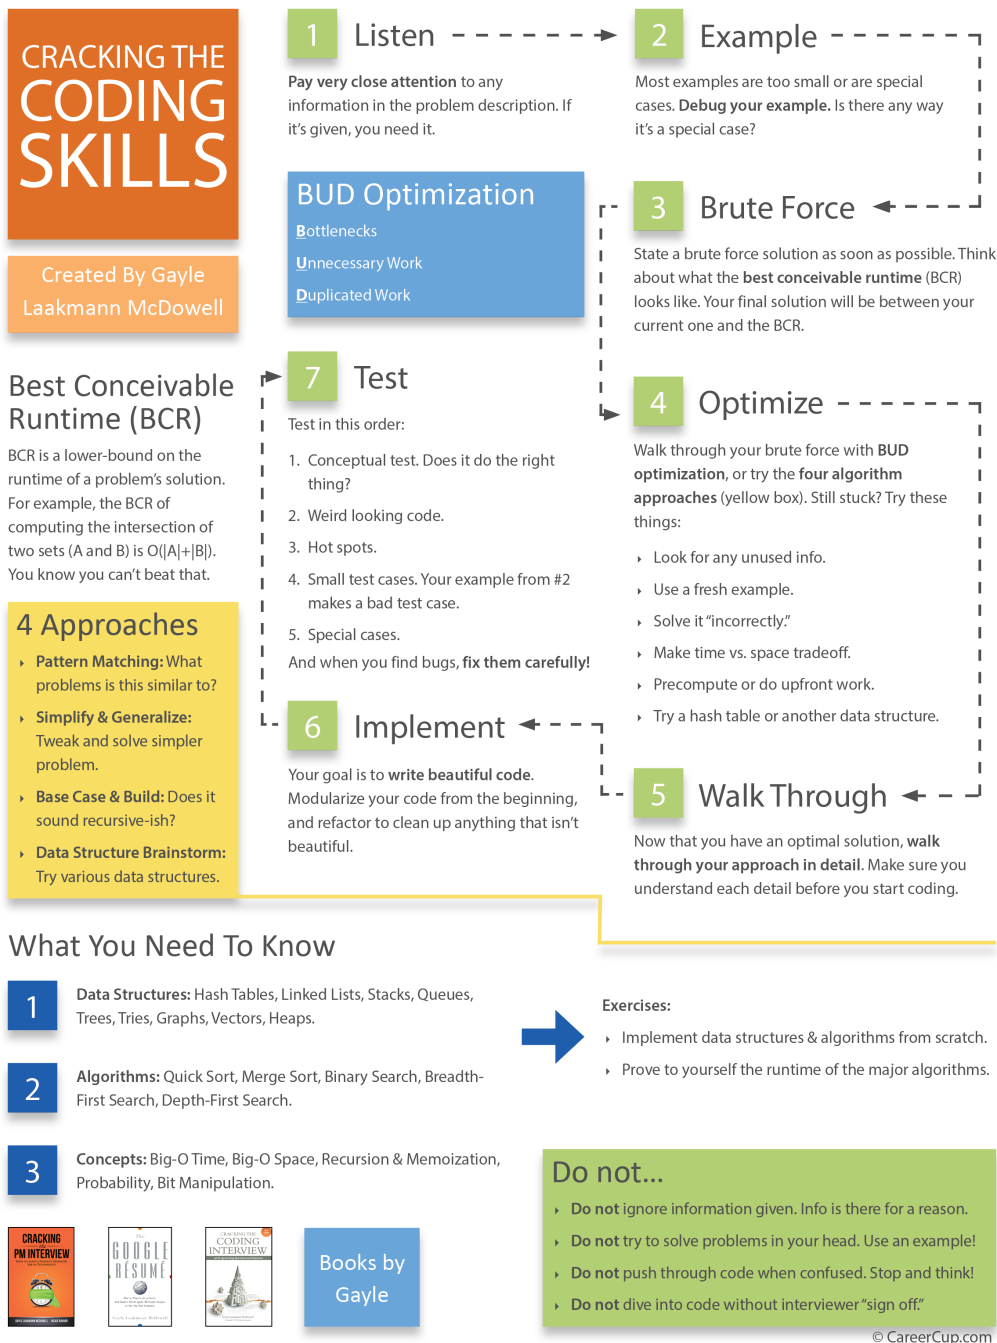 CRACKING THE
CODING
SKILLS
Created By Gayle
Laakmann McDowell
1 Listen
Pay very close attention to any
information in the problem description. If
it’s given, you need it.
2 Example
Most examples are too small or are special
cases. Debug your example. Is there any way
it’s a special case?
BUD Optimization
Bottlenecks
Unnecessary Work
Duplicated Work
3 Brute Force
State a brute force solution as soon as possible. Think
about what the best conceivable runtime (BCR)
looks like. Your final solution will be between your
current one and the BCR.
4 Optimize
Walk through your brute force with BUD
optimization, or try the four algorithm
approaches (yellow box). Still stuck? Try these
things:
Look for any unused info.
Use a fresh example.
Solve it “incorrectly.”
Make time vs. space tradeoff.
Precompute or do upfront work.
Try a hash table or another data structure.
5 Walk Through
Now that you have an optimal solution, walk
through your approach in detail. Make sure you
understand each detail before you start coding.
6 Implement
Your goal is to write beautiful code.
Modularize your code from the beginning,
and refactor to clean up anything that isn’t
beautiful.
7 Test
Test in this order:
1. Conceptual test. Does it do the right
thing?
2. Weird looking code.
3. Hot spots.
4. Small test cases. Your example from #2
makes a bad test case.
5. Special cases.
And when you find bugs, fix them carefully!
Best Conceivable
Runtime (BCR)
BCR is a lower-bound on the
runtime of a problem’s solution.
For example, the BCR of
computing the intersection of
two sets (A and B) is O(|A|+|B|).
You know you can’t beat that.
4 Approaches
Pattern Matching: What
problems is this similar to?
Simplify & Generalize:
Tweak and solve simpler
problem.
Base Case & Build: Does it
sound recursive-ish?
Data Structure Brainstorm:
Try various data structures.
What You Need To Know
1 Data Structures: Hash Tables, Linked Lists, Stacks, Queues,
Trees, Tries, Graphs, Vectors, Heaps.
2 Algorithms: Quick Sort, Merge Sort, Binary Search, Breadth-
First Search, Depth-First Search.
3 Concepts: Big-O Time, Big-O Space, Recursion & Memoization,
Probability, Bit Manipulation.
Exercises:
Implement data structures & algorithms from scratch.
Prove to yourself the runtime of the major algorithms.
Do not...
Do not ignore information given. Info is there for a reason.
Do not try to solve problems in your head. Use an example!
Do not push through code when confused. Stop and think!
Do not dive into code without interviewer “sign off.”
CRACKING
the
PM INTERVIEW
The
GOOGLE
RÉSUMÉ
CRACKING THE
CODING
INTERVIEW
Books by
Gayle
© CareerCup.com